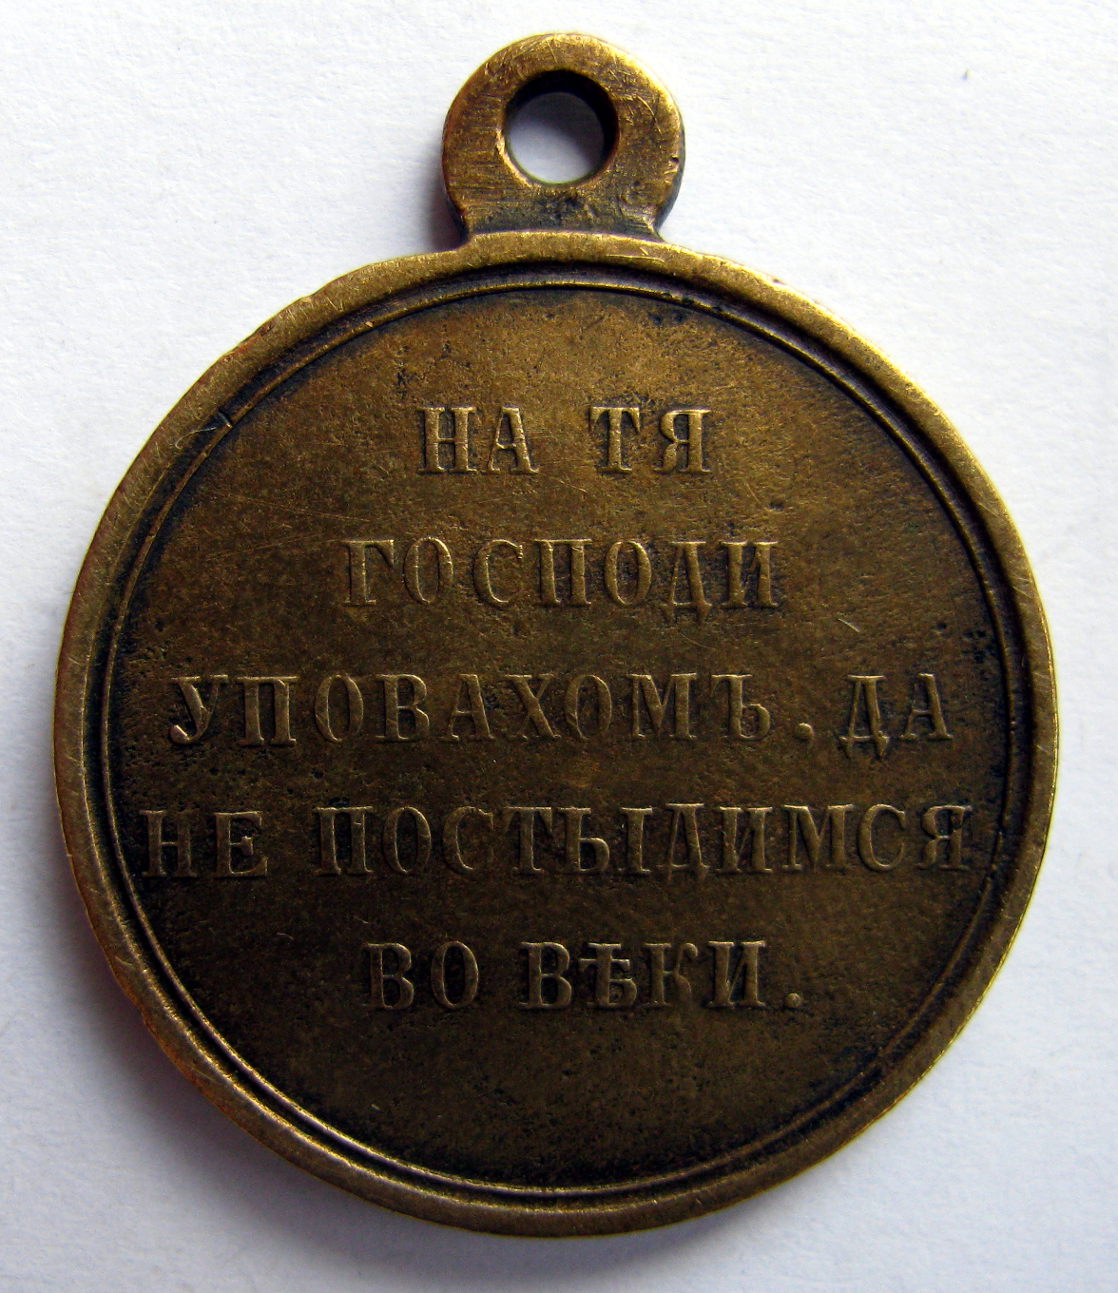 НА ТЯ
ГОСПОДИ
УПОВАХОМЪ, ДА
НЕ ПОСТЫДИМСЯ
ВО ВѢКИ.